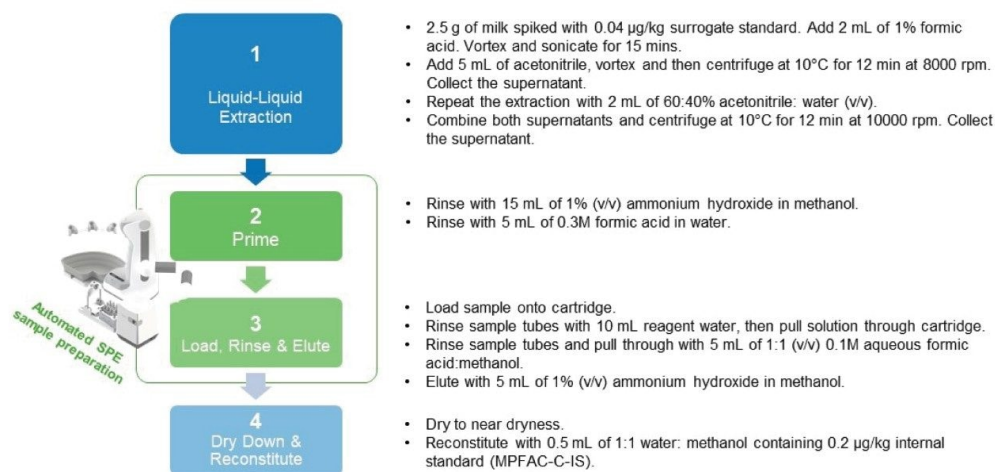 1
Liquid-Liquid
Extraction
• 2.5 g of milk spiked with 0.04 µg/kg surrogate standard. Add 2 mL of 1% formic
acid. Vortex and sonicate for 15 mins.
• Add 5 mL of acetonitrile, vortex and then centrifuge at 10°C for 12 min at 8000 rpm.
Collect the supernatant.
• Repeat the extraction with 2 mL of 60:40% acetonitrile: water (v/v).
• Combine both supernatants and centrifuge at 10°C for 12 min at 10000 rpm. Collect
the supernatant.
Automated SPE
sample preparation
2
Prime
• Rinse with 15 mL of 1% (v/v) ammonium hydroxide in methanol.
• Rinse with 5 mL of 0.3M formic acid in water.
3
Load, Rinse & Elute
• Load sample onto cartridge.
• Rinse sample tubes with 10 mL reagent water, then pull solution through cartridge.
• Rinse sample tubes and pull through with 5 mL of 1:1 (v/v) 0.1M aqueous formic
acid:methanol.
• Elute with 5 mL of 1% (v/v) ammonium hydroxide in methanol.
4
Dry Down &
Reconstitute
• Dry to near dryness.
• Reconstitute with 0.5 mL of 1:1 water: methanol containing 0.2 µg/kg internal
standard (MPFAC-C-IS).